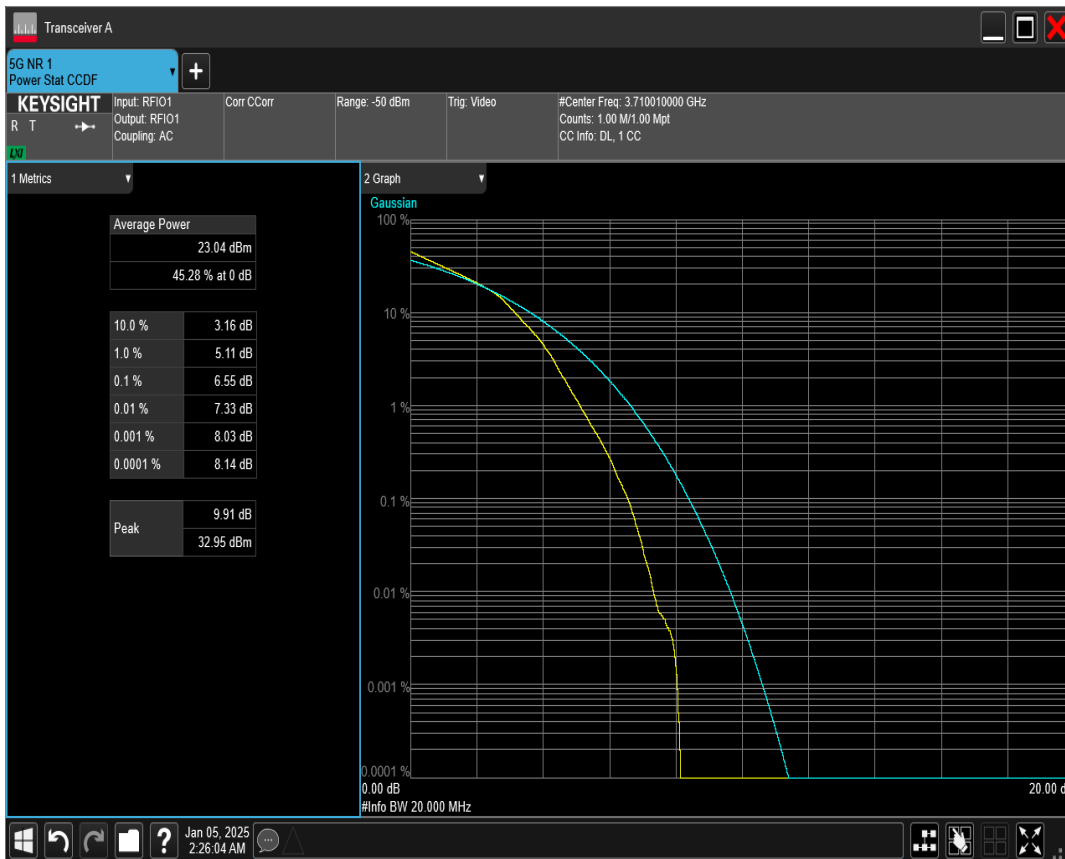 Transceiver A
5G NR 1
Power Stat CCDF
KEYSIGHT
R T
LXI
Input: RFIO1
Output: RFIO1
Coupling: AC
Corr CCorr
Range: -50 dBm
Trig: Video
#Center Freq: 3.710010000 GHz
Counts: 1.00 M/1.00 Mpt
CC Info: DL, 1 CC
1 Metrics
Average Power
23.04 dBm
45.28 % at 0 dB
10.0 % 3.16 dB
1.0 % 5.11 dB
0.1 % 6.55 dB
0.01 % 7.33 dB
0.001 % 8.03 dB
0.0001 % 8.14 dB
Peak
9.91 dB
32.95 dBm
2 Graph
Gaussian
100 %
10 %
1 %
0.1 %
0.01 %
0.001 %
0.0001 %
0.00 dB 20.00 d
#Info BW 20.000 MHz
? Jan 05, 2025
2:26:04 AM